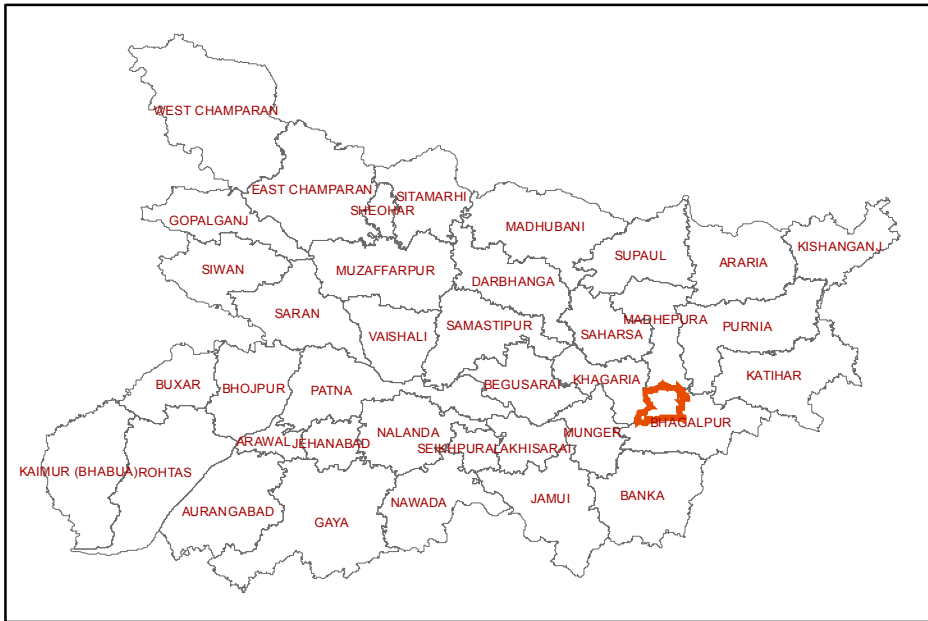 WEST CHAMPARAN
EAST CHAMPARAN
SITAMARHI
SHEOHAR
GOPALGANJ
MADHUBANI
KISHANGANJ
SUPAUL
ARARIA
SIWAN
MUZAFFARPUR
DARBHANGA
SARAN
MADHEPURA
PURNIA
VAISHALI
SAMASTIPUR
SAHARSA
KATIHAR
BUXAR
BHOJPUR
PATNA
BEGUSARAI
KHAGARIA
BHAGALPUR
ARAWAL
JEHANABAD
NALANDA
SEIKHPURA
LAKHISARAI
MUNGER
KAIMUR (BHABUA)
ROHTAS
AURANGABAD
GAYA
NAWADA
JAMUI
BANKA